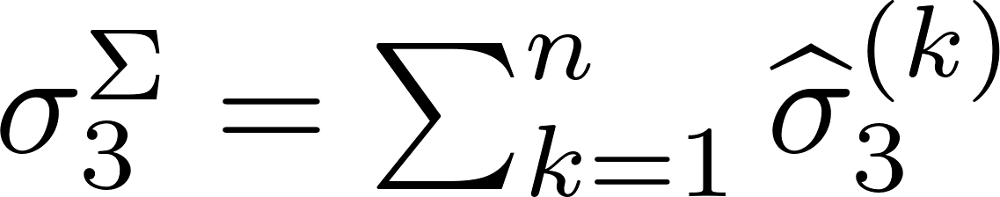 σ_3^Σ = ∑_{k=1}^n \widehat{σ}_3^{(k)}